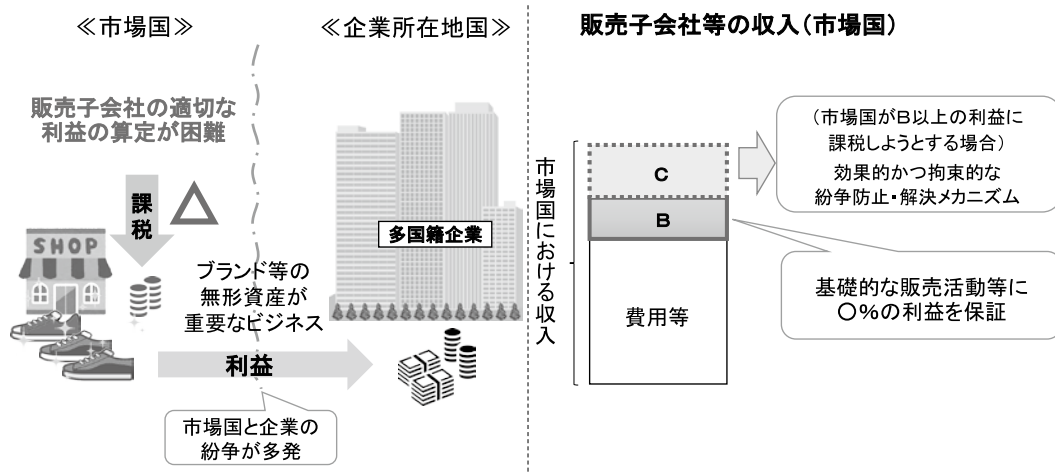 ≪市場国≫
≪企業所在地国≫
販売子会社の適切な
利益の算定が困難
課税
SHOP
多国籍企業
ブランド等の
無形資産が
重要なビジネス
利益
市場国と企業の
紛争が多発
販売子会社等の収入(市場国)
市場国における収入
C
B
費用等
(市場国がB以上の利益に
課税しようとする場合)
効果的かつ拘束的な
紛争防止・解決メカニズム
基礎的な販売活動等に
○%の利益を保証